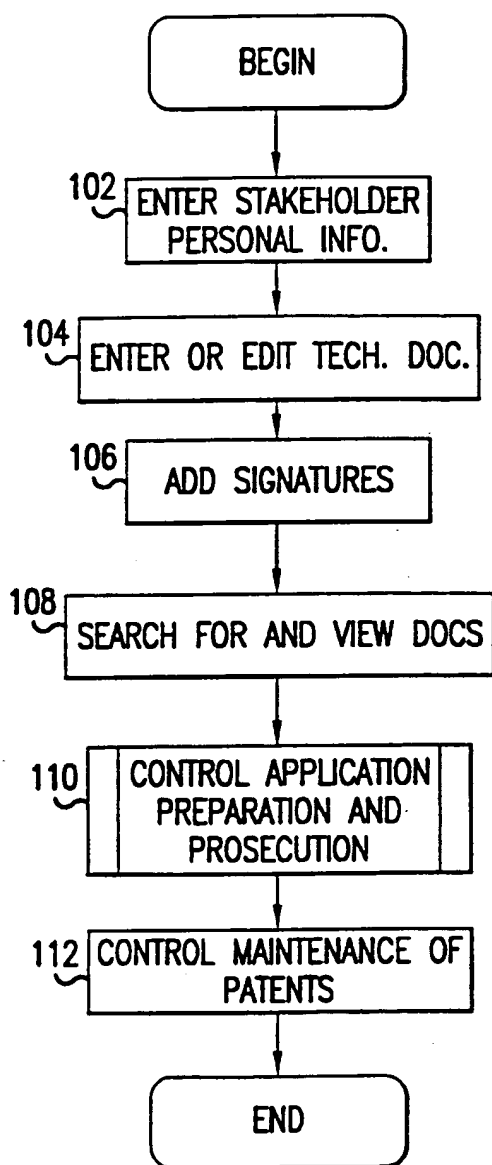 BEGIN
102
ENTER STAKEHOLDER
PERSONAL INFO.
104
ENTER OR EDIT TECH. DOC.
106
ADD SIGNATURES
108
SEARCH FOR AND VIEW DOCS
110
CONTROL APPLICATION
PREPARATION AND
PROSECUTION
112
CONTROL MAINTENANCE OF
PATENTS
END